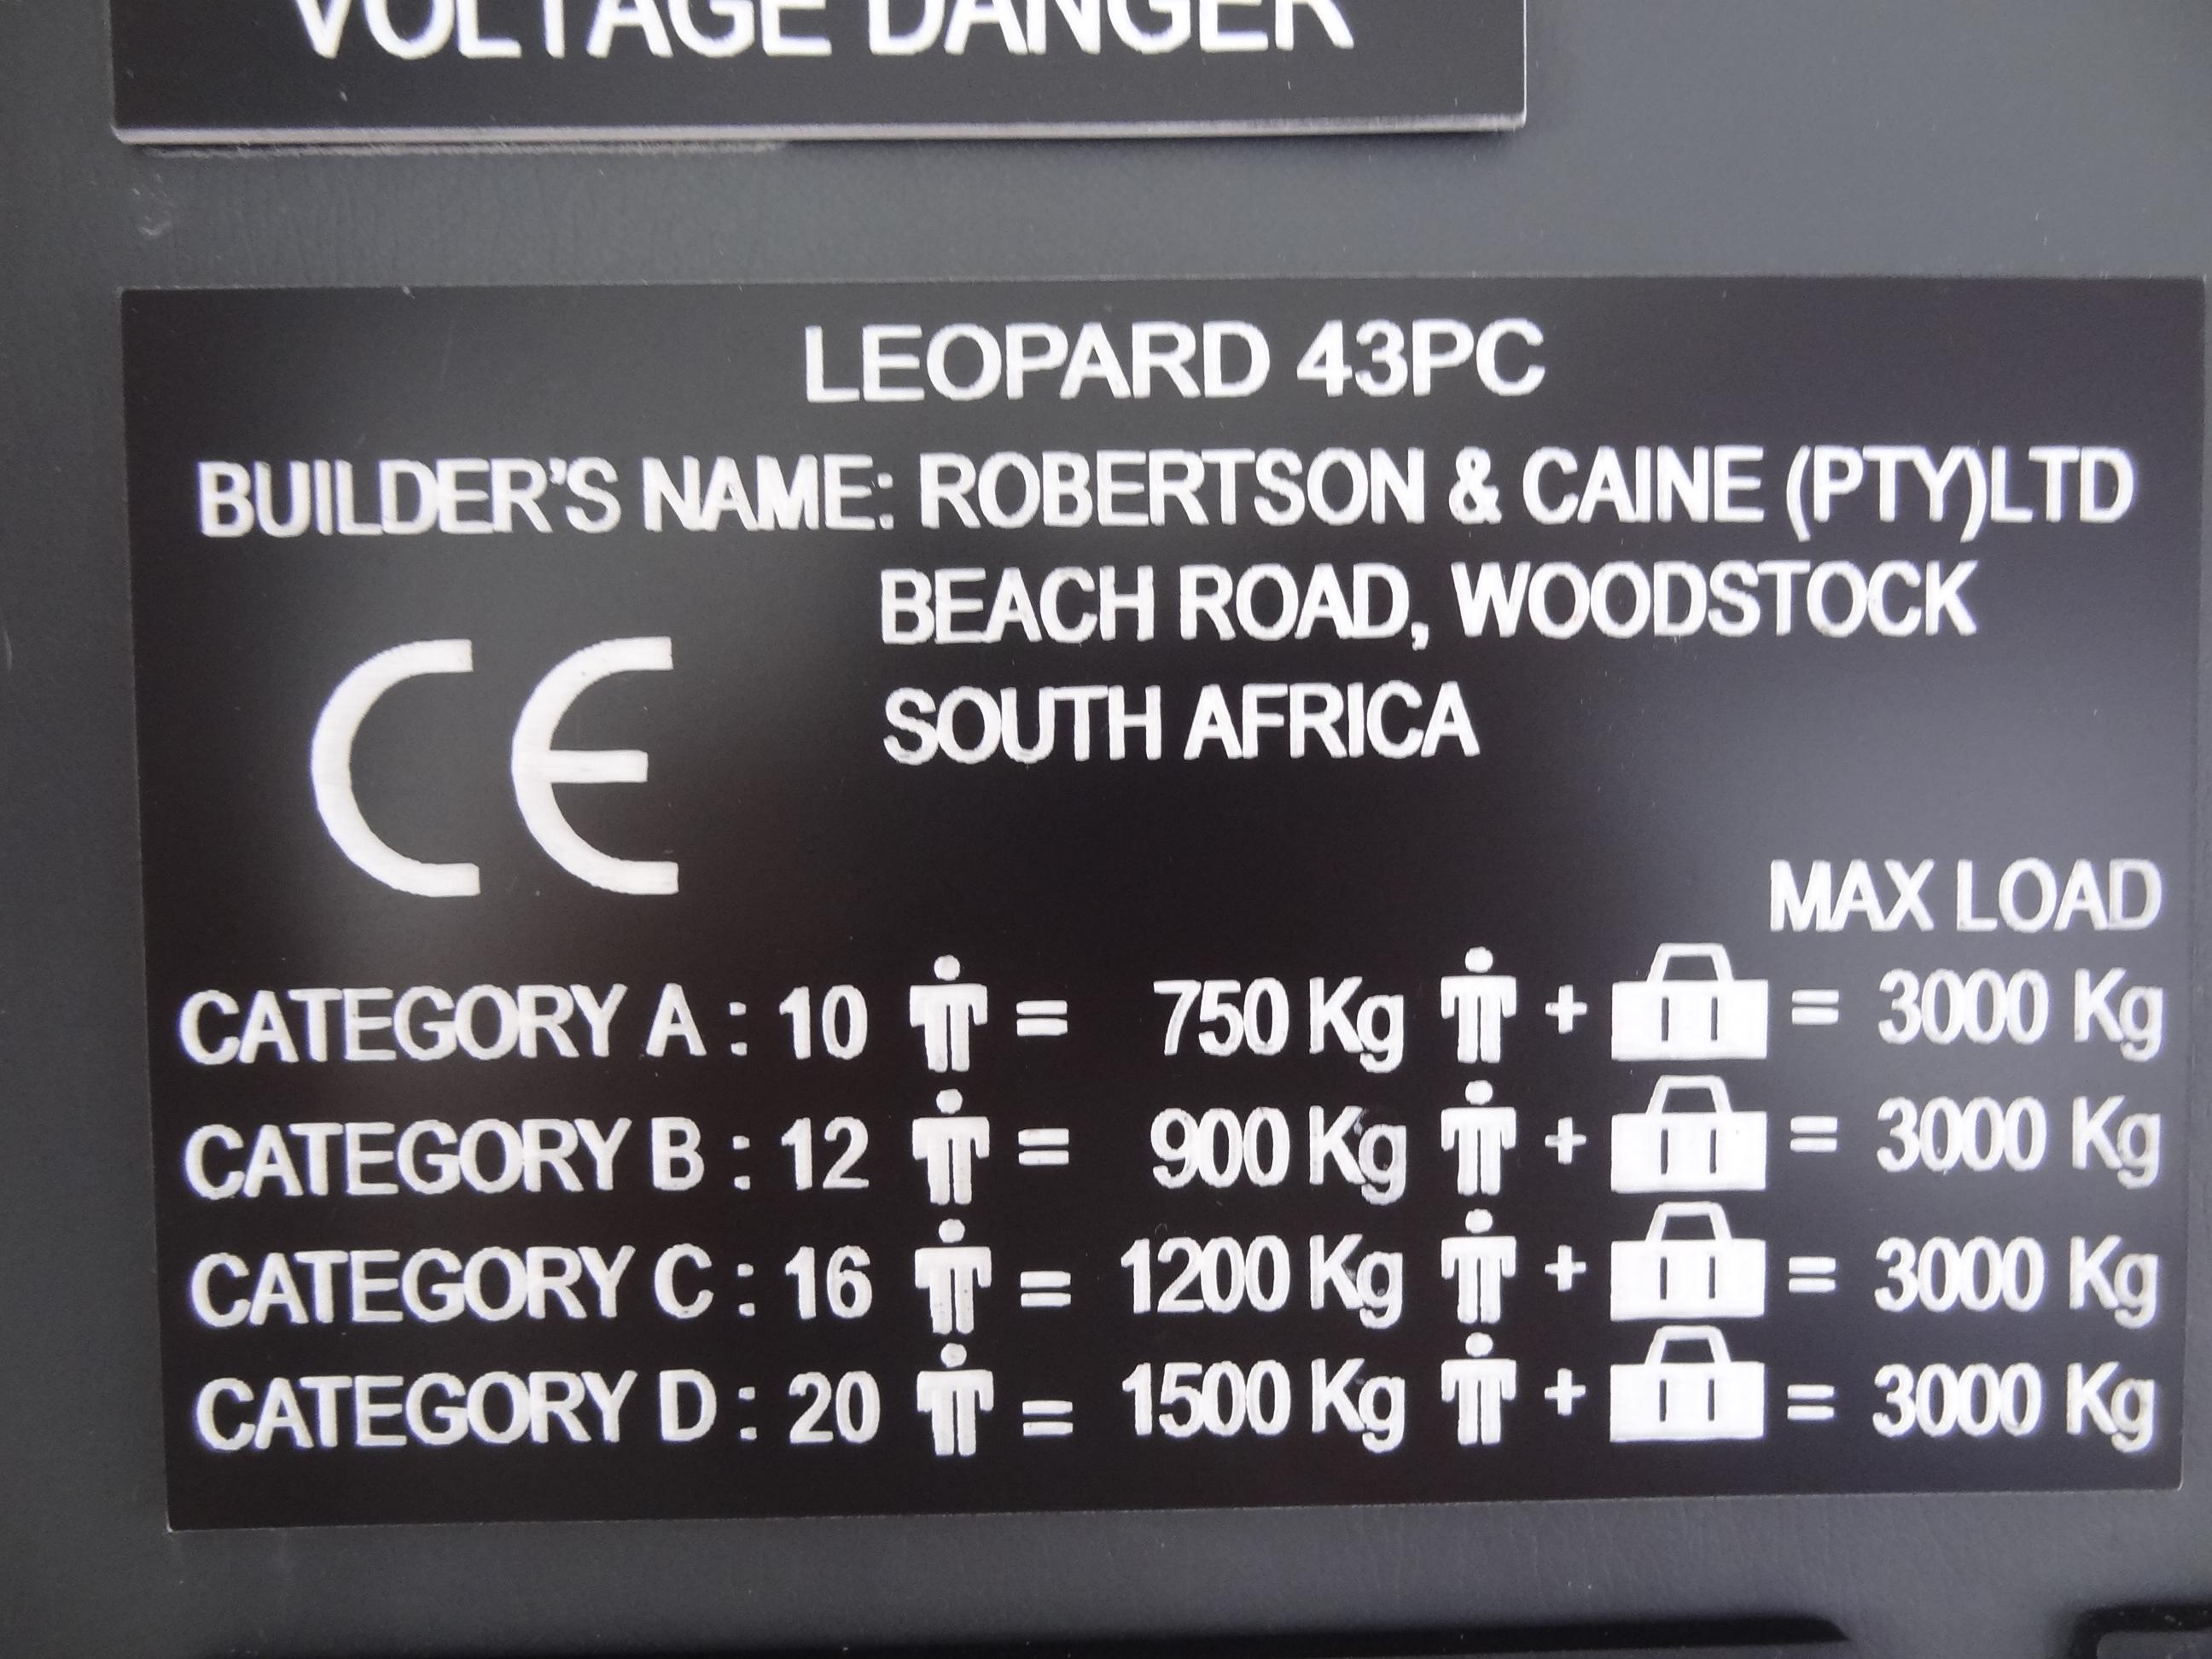 VOLTAGE DANGER
LEOPARD 43PC
BUILDER'S NAME: ROBERTSON & CAINE (PTY)LTD
BEACH ROAD, WOODSTOCK
CE SOUTH AFRICA
MAX LOAD
CATEGORY A : 10 = 750 Kg + = 3000 Kg
CATEGORY B : 12 = 900 Kg + = 3000 Kg
CATEGORY C : 16 = 1200 Kg + = 3000 Kg
CATEGORY D : 20 = 1500 Kg + = 3000 Kg